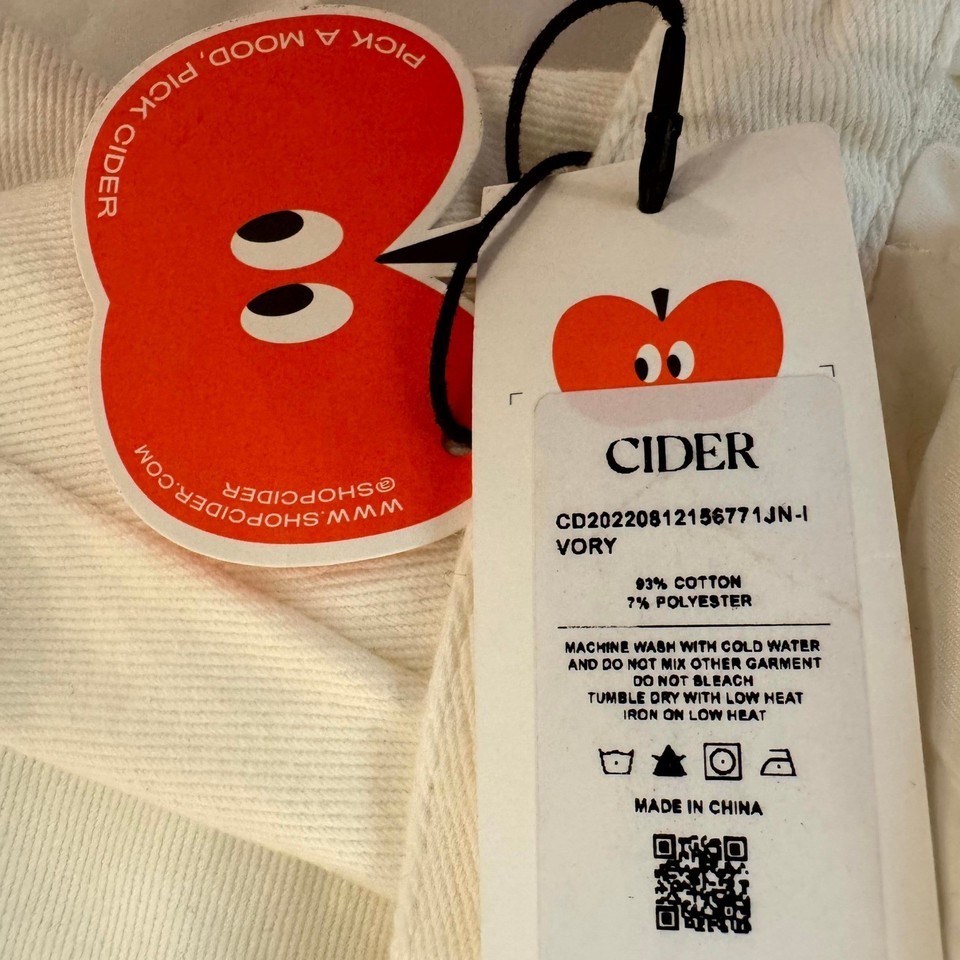 PICK A MOOD, PICK CIDER
WWW.SHOPCIDER.COM
@SHOPCIDER
CIDER
CD20220812156771JN-I
VORY
93% COTTON
7% POLYESTER
MACHINE WASH WITH COLD WATER
AND DO NOT MIX OTHER GARMENT
DO NOT BLEACH
TUMBLE DRY WITH LOW HEAT
IRON ON LOW HEAT
MADE IN CHINA